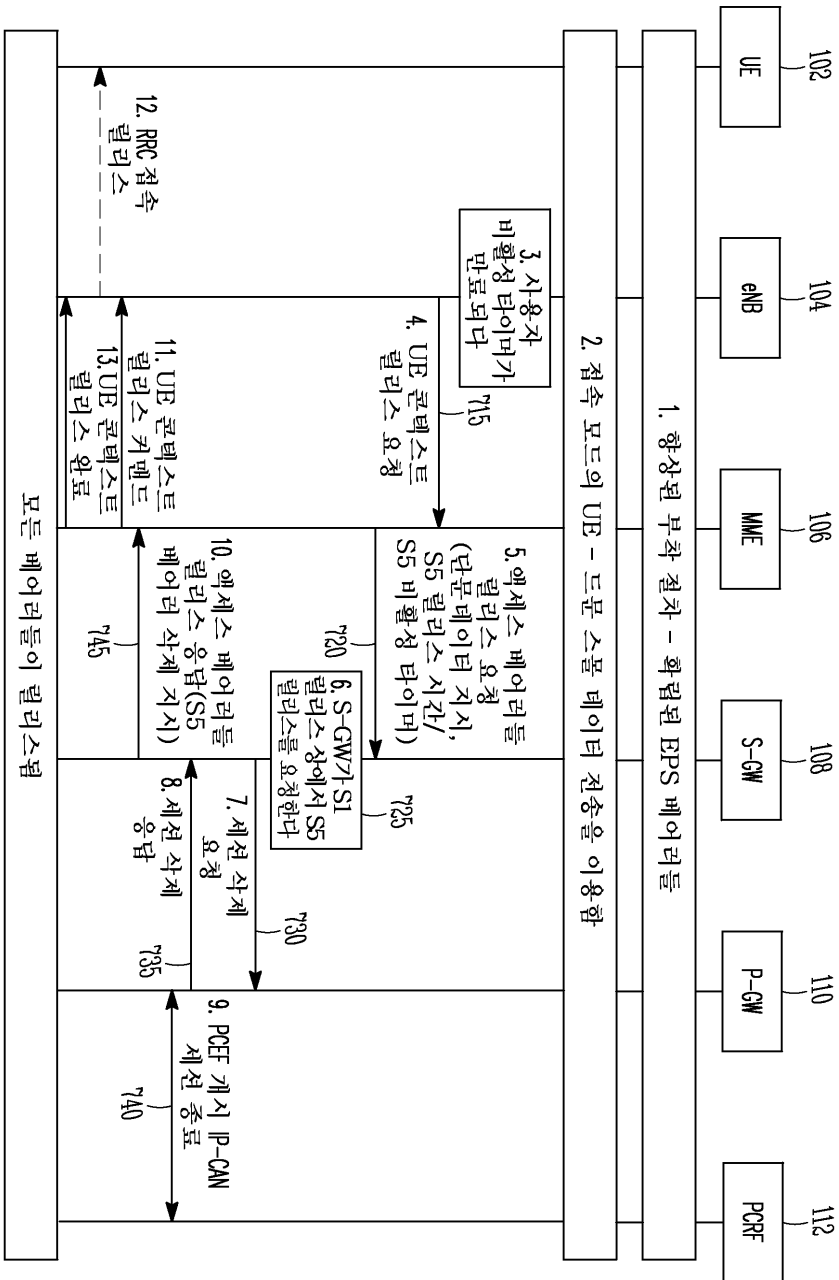 102
104
106
108
110
112
UE
eNB
MME
S-GW
P-GW
PCRF
1. 향상된 부착 절차 - 확립된 EPS 베어러들
2. 접속 모드의 UE - 드문 스몰 데이터 전송을 이용함
3. 사용자
비활성 타이머가
만료되다
4. UE 콘텍스트
릴리스 요청
715
5. 액세스 베어러들
릴리스 요청
(단문데이터 지시,
S5 릴리스 시간/
S5 비활성 타이머)
720
6. S-GW가 S1
릴리스 상에서 S5
릴리스를 요청한다
725
7. 세션 삭제
요청
730
8. 세션 삭제
응답
735
9. PCEF 개시 IP-CAN
세션 종료
740
10. 액세스 베어러들
릴리스 응답(S5
베어러 삭제 지시)
745
11. UE 콘텍스트
릴리스 커맨드
12. RRC 접속
릴리스
13.UE 콘텍스트
릴리스 완료
모든 베어러들이 릴리스됨